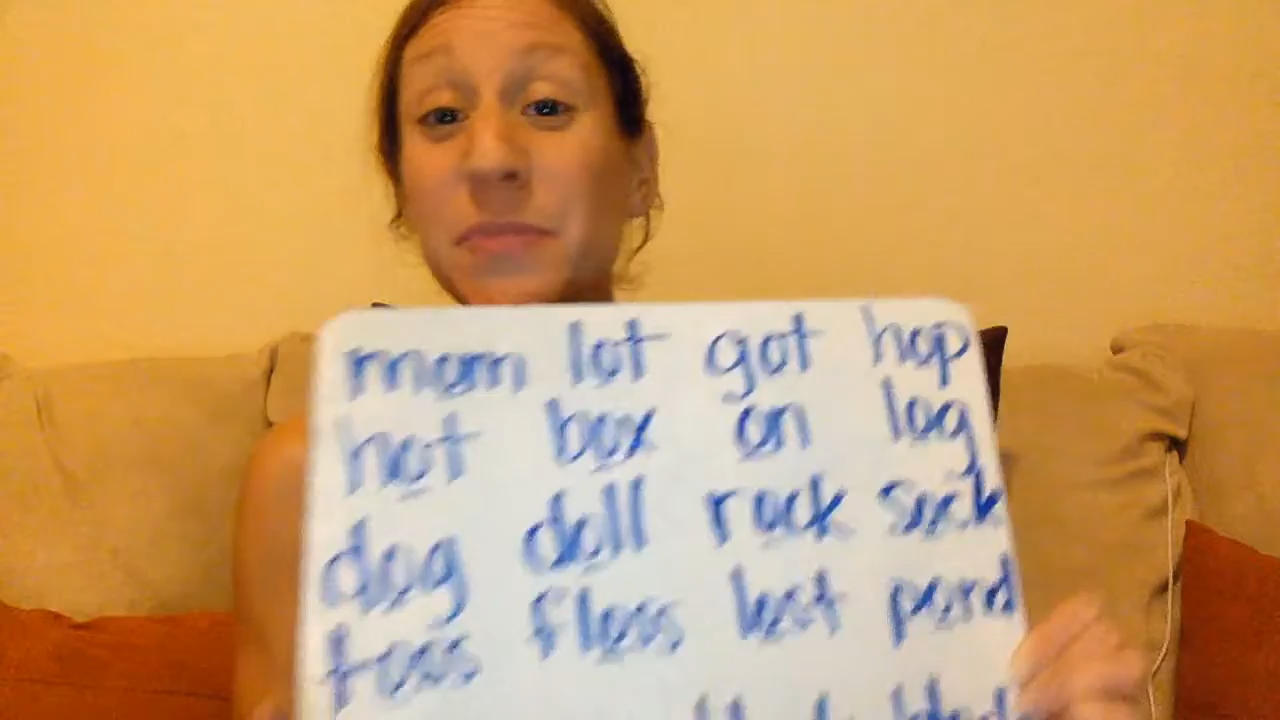 mom lot got hop
hot box on log
dog doll rock sock
toss floss lost pond